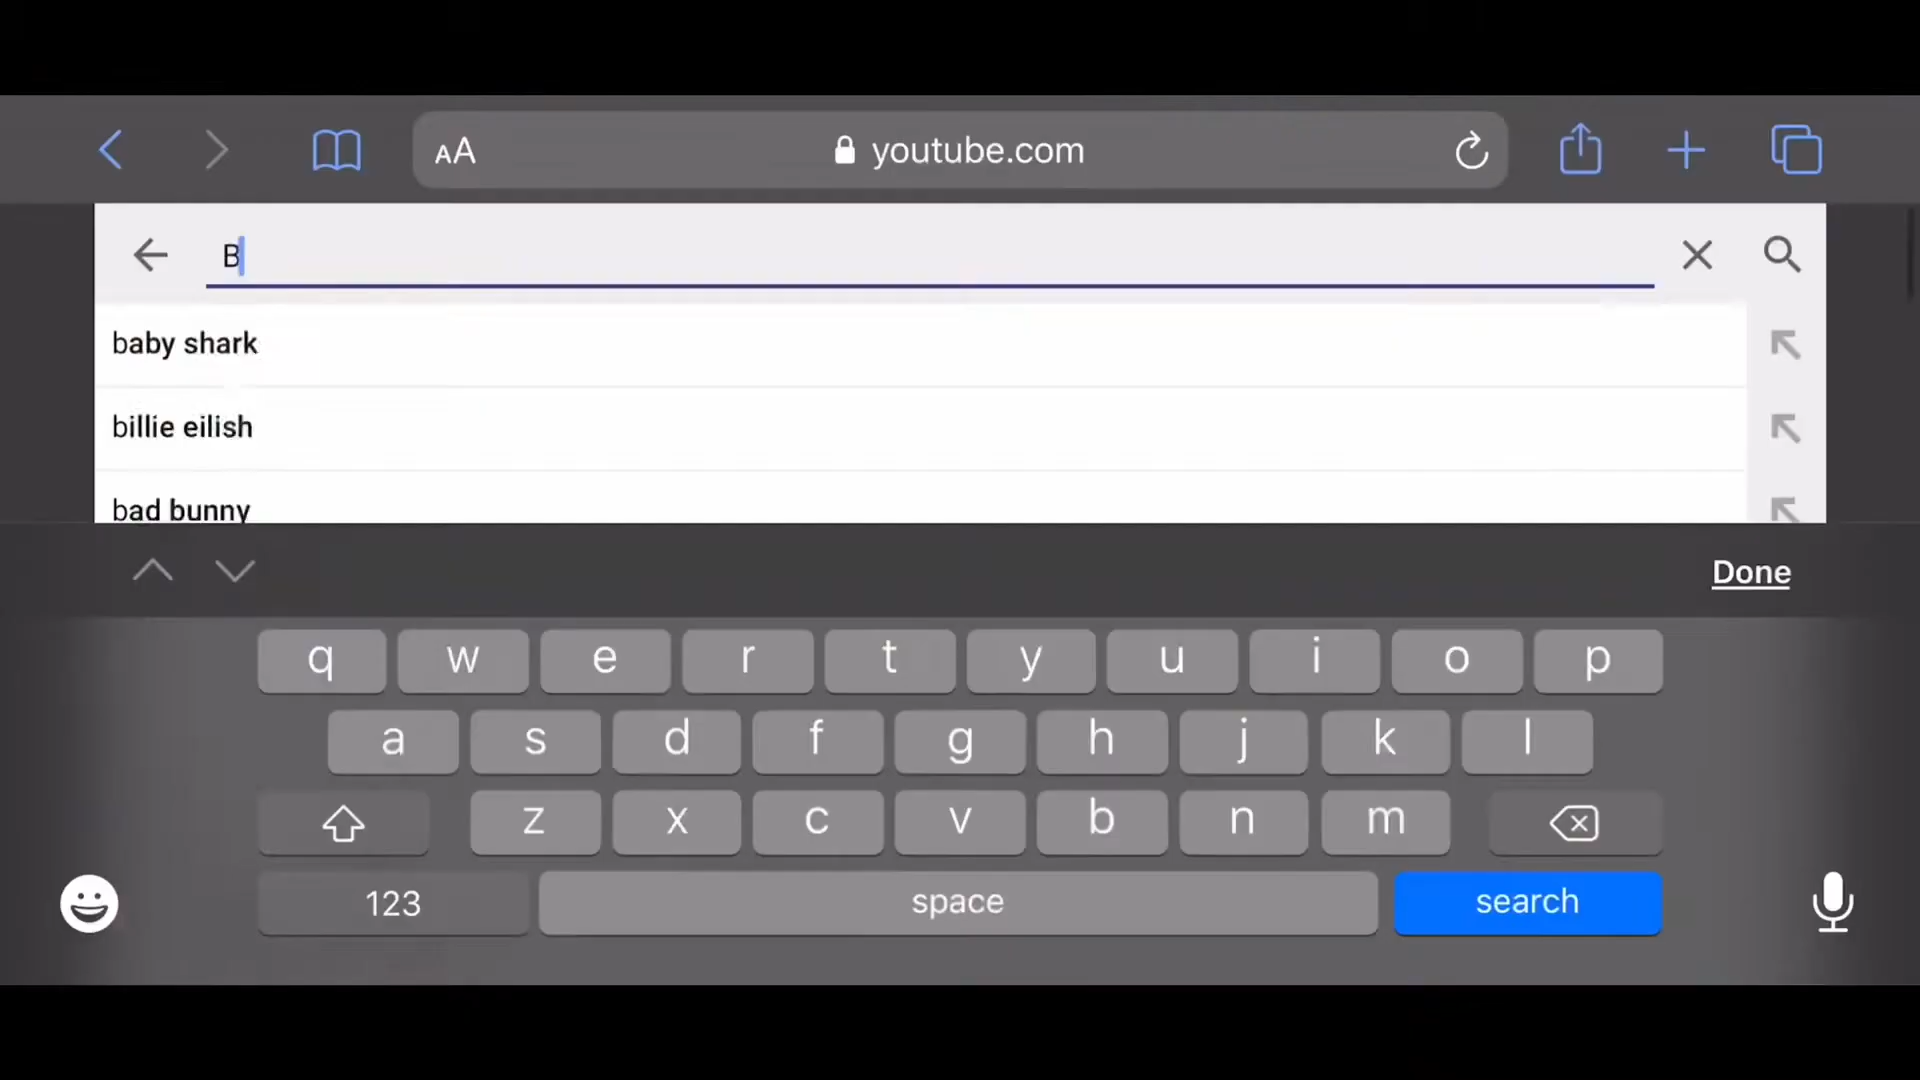 AA youtube.com
B
baby shark
billie eilish
bad bunny
Done
q w e r t y u i o p
a s d f g h j k l
z x c v b n m
123 space search